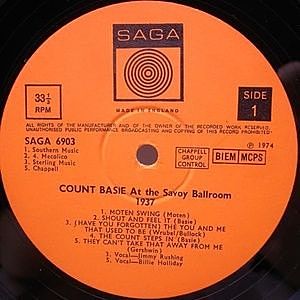 SAGA
33⅓
RPM
MADE IN ENGLAND
SIDE
1
ALL RIGHTS OF THE MANUFACTURER AND OF THE OWNER OF THE RECORDED WORK RESERVED.
UNAUTHORISED PUBLIC PERFORMANCE BROADCASTING AND COPYING OF THIS RECORD PROHIBITED.
SAGA 6903
℗ 1974
1. Southern Music
2. 4. Mecolico
3. Sterling Music
5. Chappell
CHAPPELL
GROUP
CONTROL
BIEM MCPS
COUNT BASIE At the Savoy Ballroom
1937
1. MOTEN SWING (Moten)
2. SHOUT AND FEEL IT (Basie)
3. (HAVE YOU FORGOTTEN) THE YOU AND ME
THAT USED TO BE (Wrubel/Bullock)
4. THE COUNT STEPS IN (Basie)
5. THEY CAN'T TAKE THAT AWAY FROM ME
(Gershwin)
3. Vocal—Jimmy Rushing
5. Vocal—Billie Holliday